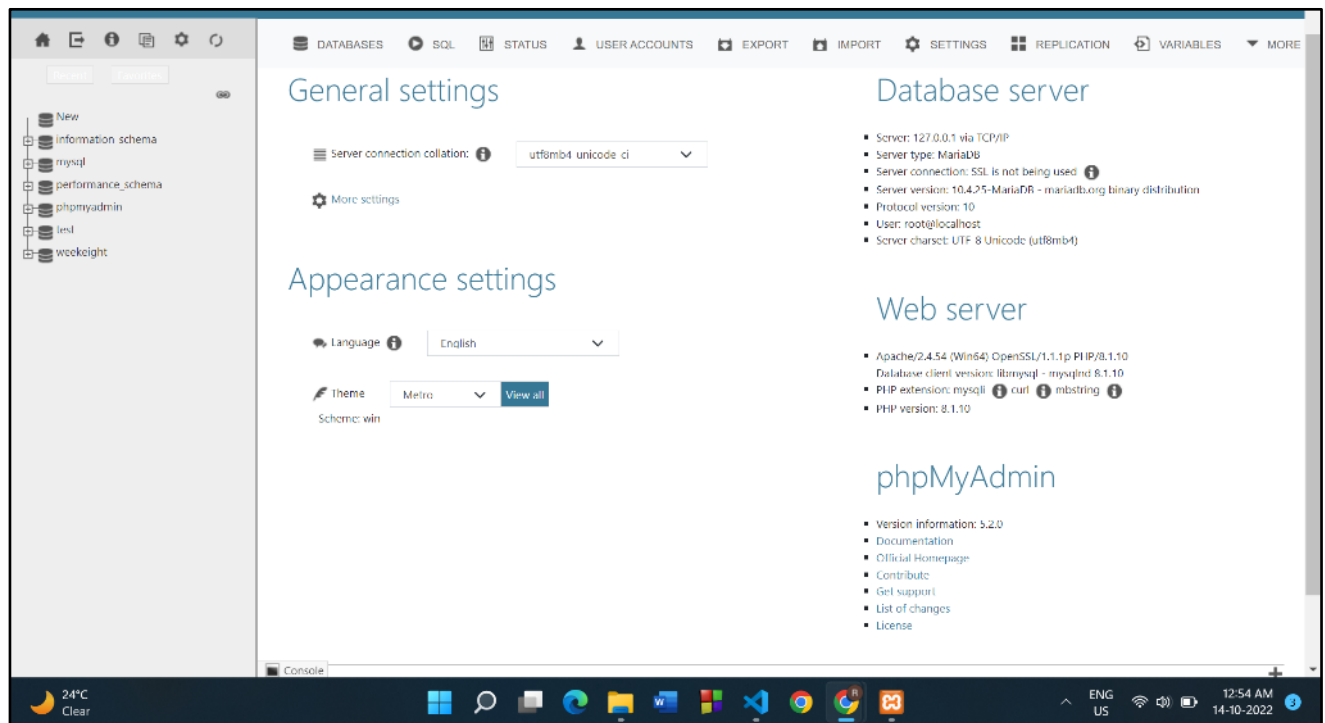 DATABASES SQL STATUS USER ACCOUNTS EXPORT IMPORT SETTINGS REPLICATION VARIABLES MORE
Recent Favorites
New
information_schema
mysql
performance_schema
phpmyadmin
test
weekeight
General settings
Server connection collation:
utf8mb4_unicode_ci
More settings
Appearance settings
Language
English
Theme
Metro
View all
Scheme: win
Database server
Server: 127.0.0.1 via TCP/IP
Server type: MariaDB
Server connection: SSL is not being used
Server version: 10.4.25-MariaDB - mariadb.org binary distribution
Protocol version: 10
User: root@localhost
Server charset: UTF-8 Unicode (utf8mb4)
Web server
Apache/2.4.54 (Win64) OpenSSL/1.1.1p PHP/8.1.10
Database client version: libmysql - mysqlnd 8.1.10
PHP extension: mysqli curl mbstring
PHP version: 8.1.10
phpMyAdmin
Version information: 5.2.0
Documentation
Official Homepage
Contribute
Get support
List of changes
License
Console
24°C
Clear
ENG
US
12:54 AM
14-10-2022
3